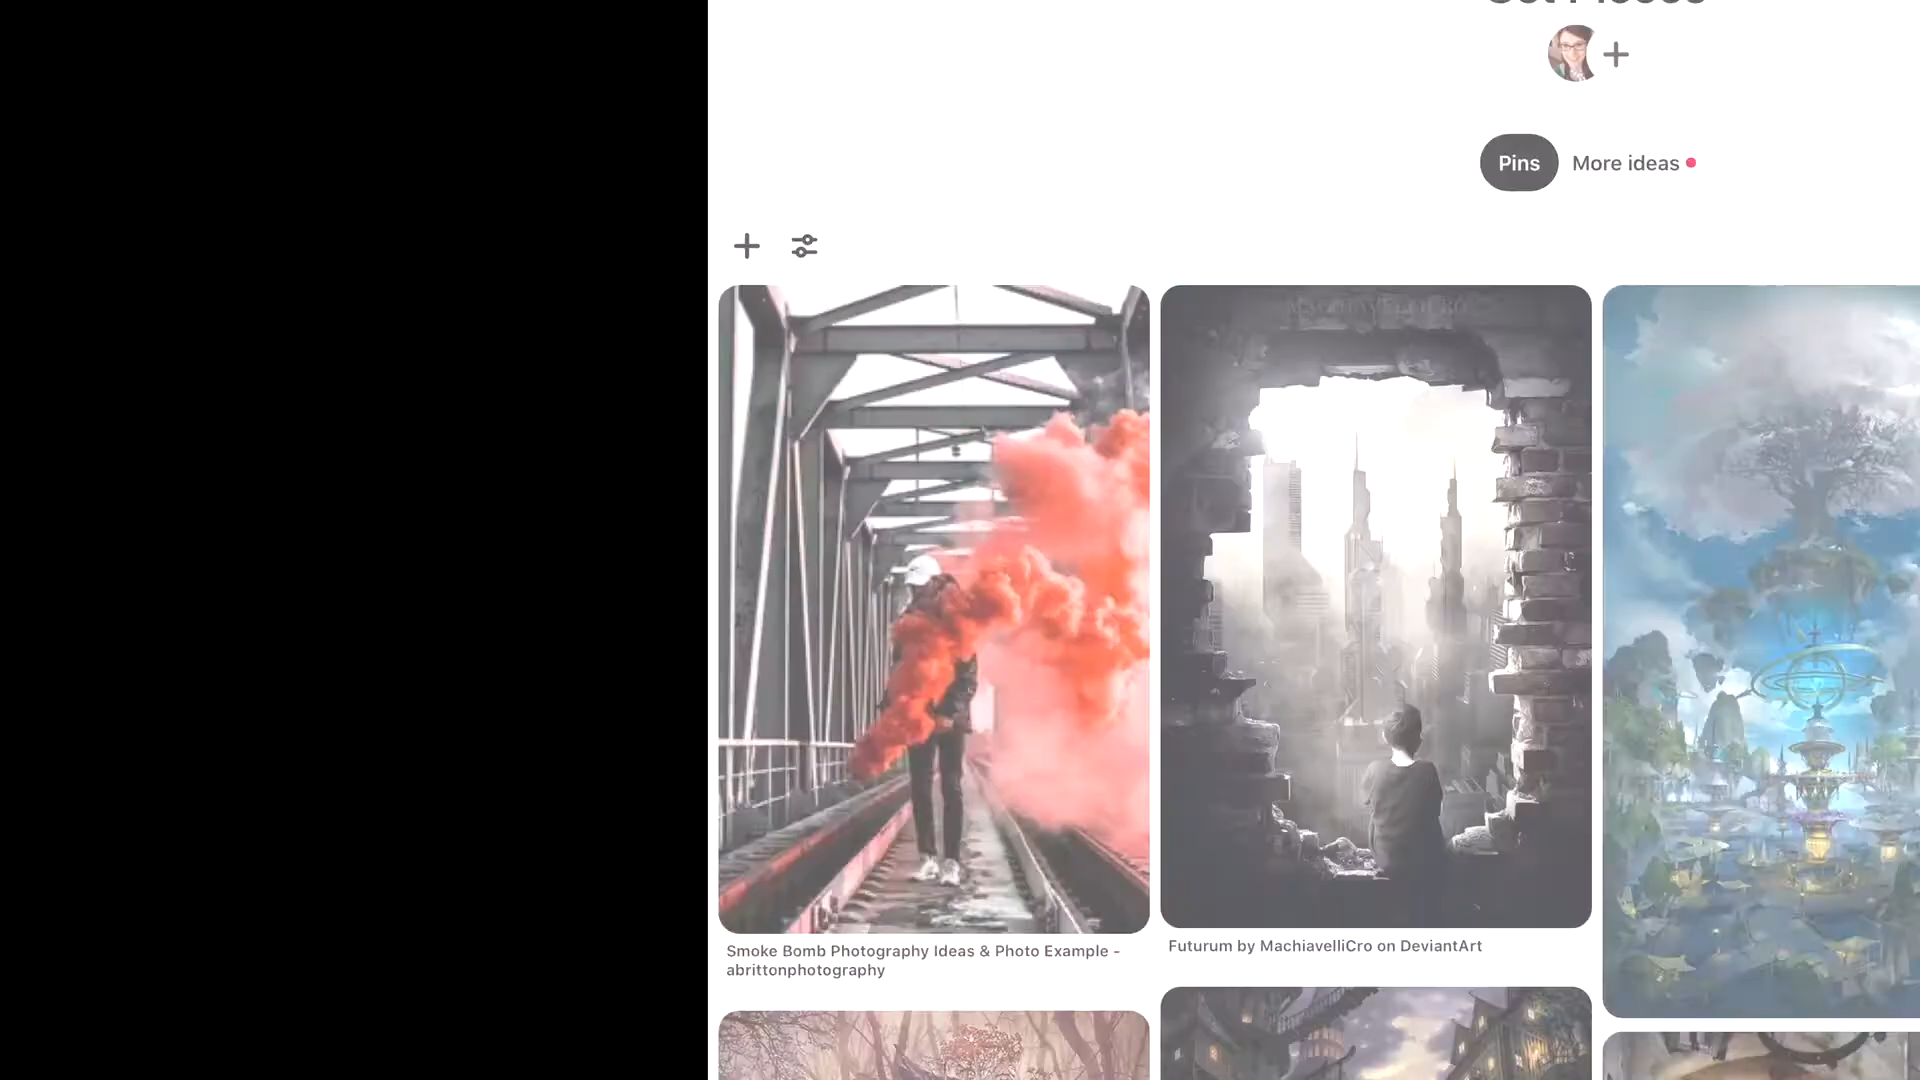 Pins
More ideas
Smoke Bomb Photography Ideas & Photo Example -
abrittonphotography
Futurum by MachiavelliCro on DeviantArt